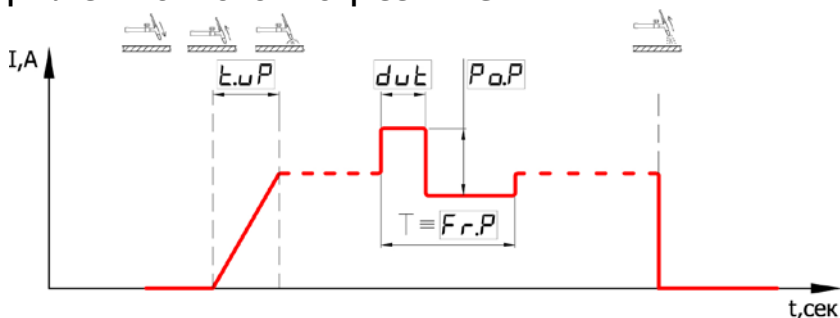 I,A
t.uP
dut
Po.P
T ≡ Fr.P
t,сек